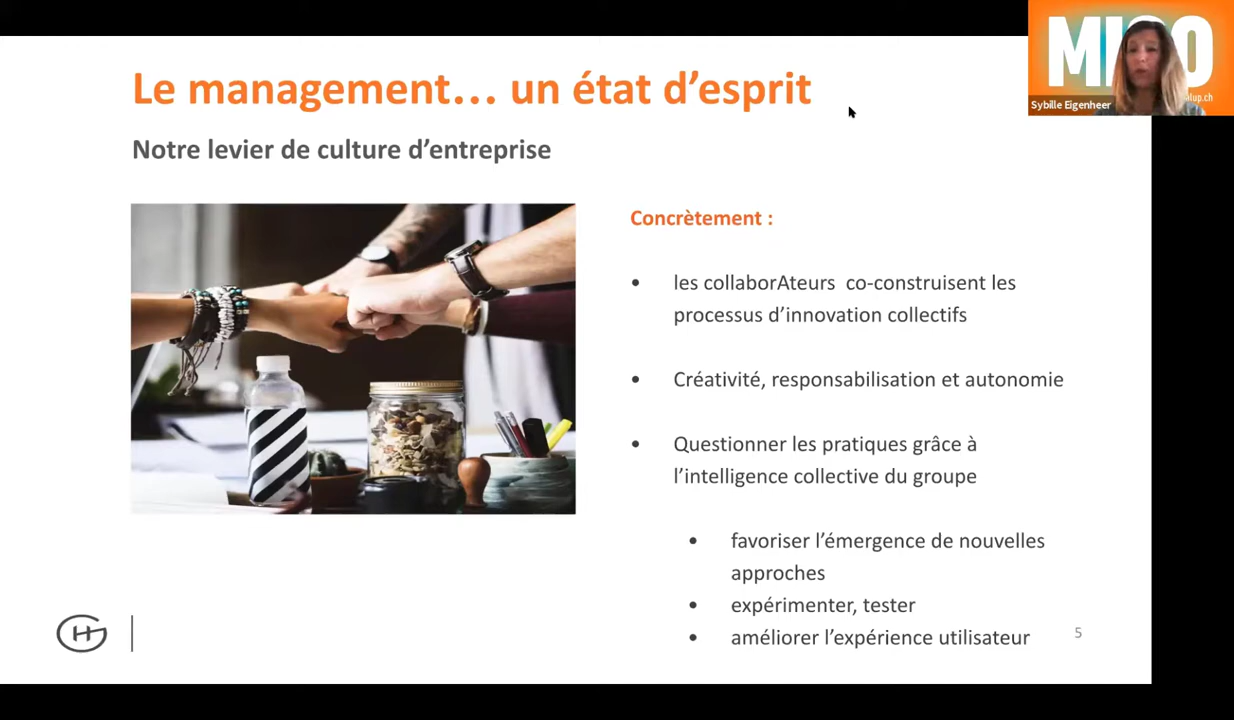 Le management… un état d’esprit
Notre levier de culture d’entreprise
Concrètement :
• les collaborAteurs co-construisent les
processus d’innovation collectifs
• Créativité, responsabilisation et autonomie
• Questionner les pratiques grâce à
l’intelligence collective du groupe
• favoriser l’émergence de nouvelles
approches
• expérimenter, tester
• améliorer l’expérience utilisateur
5
Sybille Eigenheer